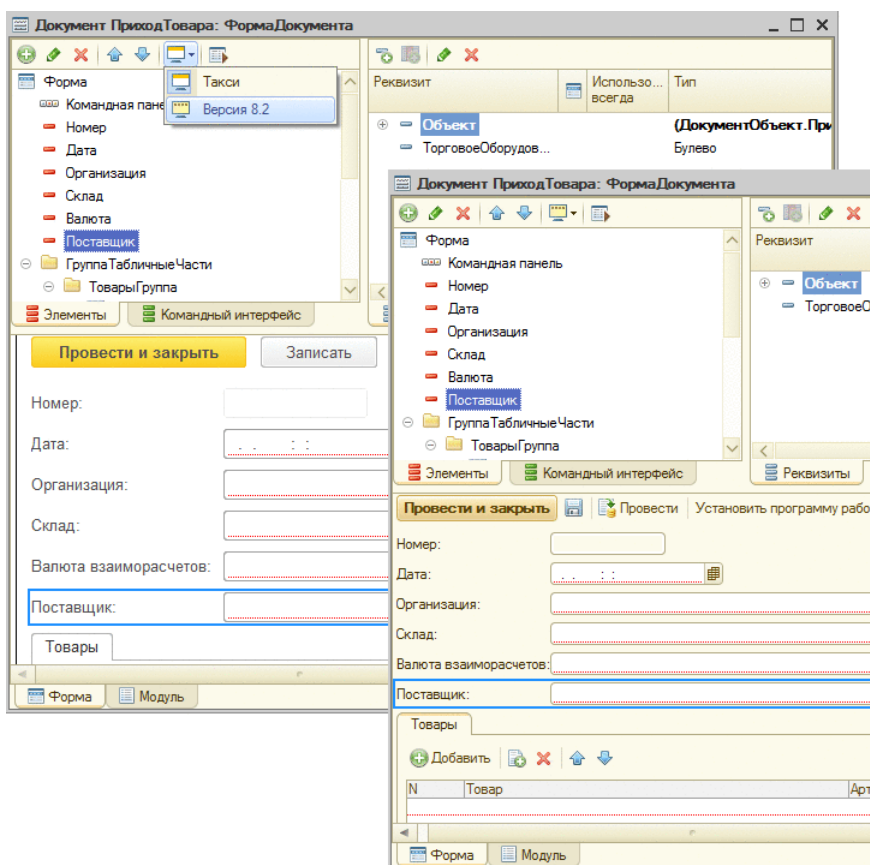 Документ ПриходТовара: ФормаДокумента
Такси
Версия 8.2
Форма
Командная пане
Номер
Дата
Организация
Склад
Валюта
Поставщик
ГруппаТабличныеЧасти
ТоварыГруппа
Элементы
Командный интерфейс
Реквизит
Использо... всегда
Тип
Объект
(ДокументОбъект.При
ТорговоеОборудов...
Булево
Провести и закрыть
Записать
Номер:
Дата:
. . : :
Организация:
Склад:
Валюта взаиморасчетов:
Поставщик:
Товары
Форма
Модуль
Документ ПриходТовара: ФормаДокумента
Форма
Командная панель
Номер
Дата
Организация
Склад
Валюта
Поставщик
ГруппаТабличныеЧасти
ТоварыГруппа
Элементы
Командный интерфейс
Реквизит
Объект
ТорговоеО
Реквизиты
Провести и закрыть
Провести
Установить программу рабо
Номер:
Дата:
. . : :
Организация:
Склад:
Валюта взаиморасчетов:
Поставщик:
Товары
Добавить
N
Товар
Арт
Форма
Модуль